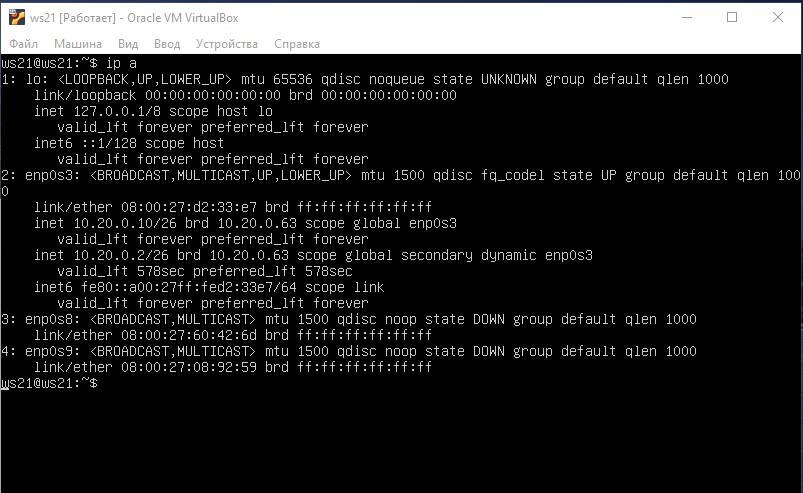 ws21 [Работает] - Oracle VM VirtualBox
Файл Машина Вид Ввод Устройства Справка
ws21@ws21:~$ ip a
1: lo: <LOOPBACK,UP,LOWER_UP> mtu 65536 qdisc noqueue state UNKNOWN group default qlen 1000
    link/loopback 00:00:00:00:00:00 brd 00:00:00:00:00:00
    inet 127.0.0.1/8 scope host lo
       valid_lft forever preferred_lft forever
    inet6 ::1/128 scope host
       valid_lft forever preferred_lft forever
2: enp0s3: <BROADCAST,MULTICAST,UP,LOWER_UP> mtu 1500 qdisc fq_codel state UP group default qlen 100
0
    link/ether 08:00:27:d2:33:e7 brd ff:ff:ff:ff:ff:ff
    inet 10.20.0.10/26 brd 10.20.0.63 scope global enp0s3
       valid_lft forever preferred_lft forever
    inet 10.20.0.2/26 brd 10.20.0.63 scope global secondary dynamic enp0s3
       valid_lft 578sec preferred_lft 578sec
    inet6 fe80::a00:27ff:fed2:33e7/64 scope link
       valid_lft forever preferred_lft forever
3: enp0s8: <BROADCAST,MULTICAST> mtu 1500 qdisc noop state DOWN group default qlen 1000
    link/ether 08:00:27:60:42:6d brd ff:ff:ff:ff:ff:ff
4: enp0s9: <BROADCAST,MULTICAST> mtu 1500 qdisc noop state DOWN group default qlen 1000
    link/ether 08:00:27:08:92:59 brd ff:ff:ff:ff:ff:ff
ws21@ws21:~$